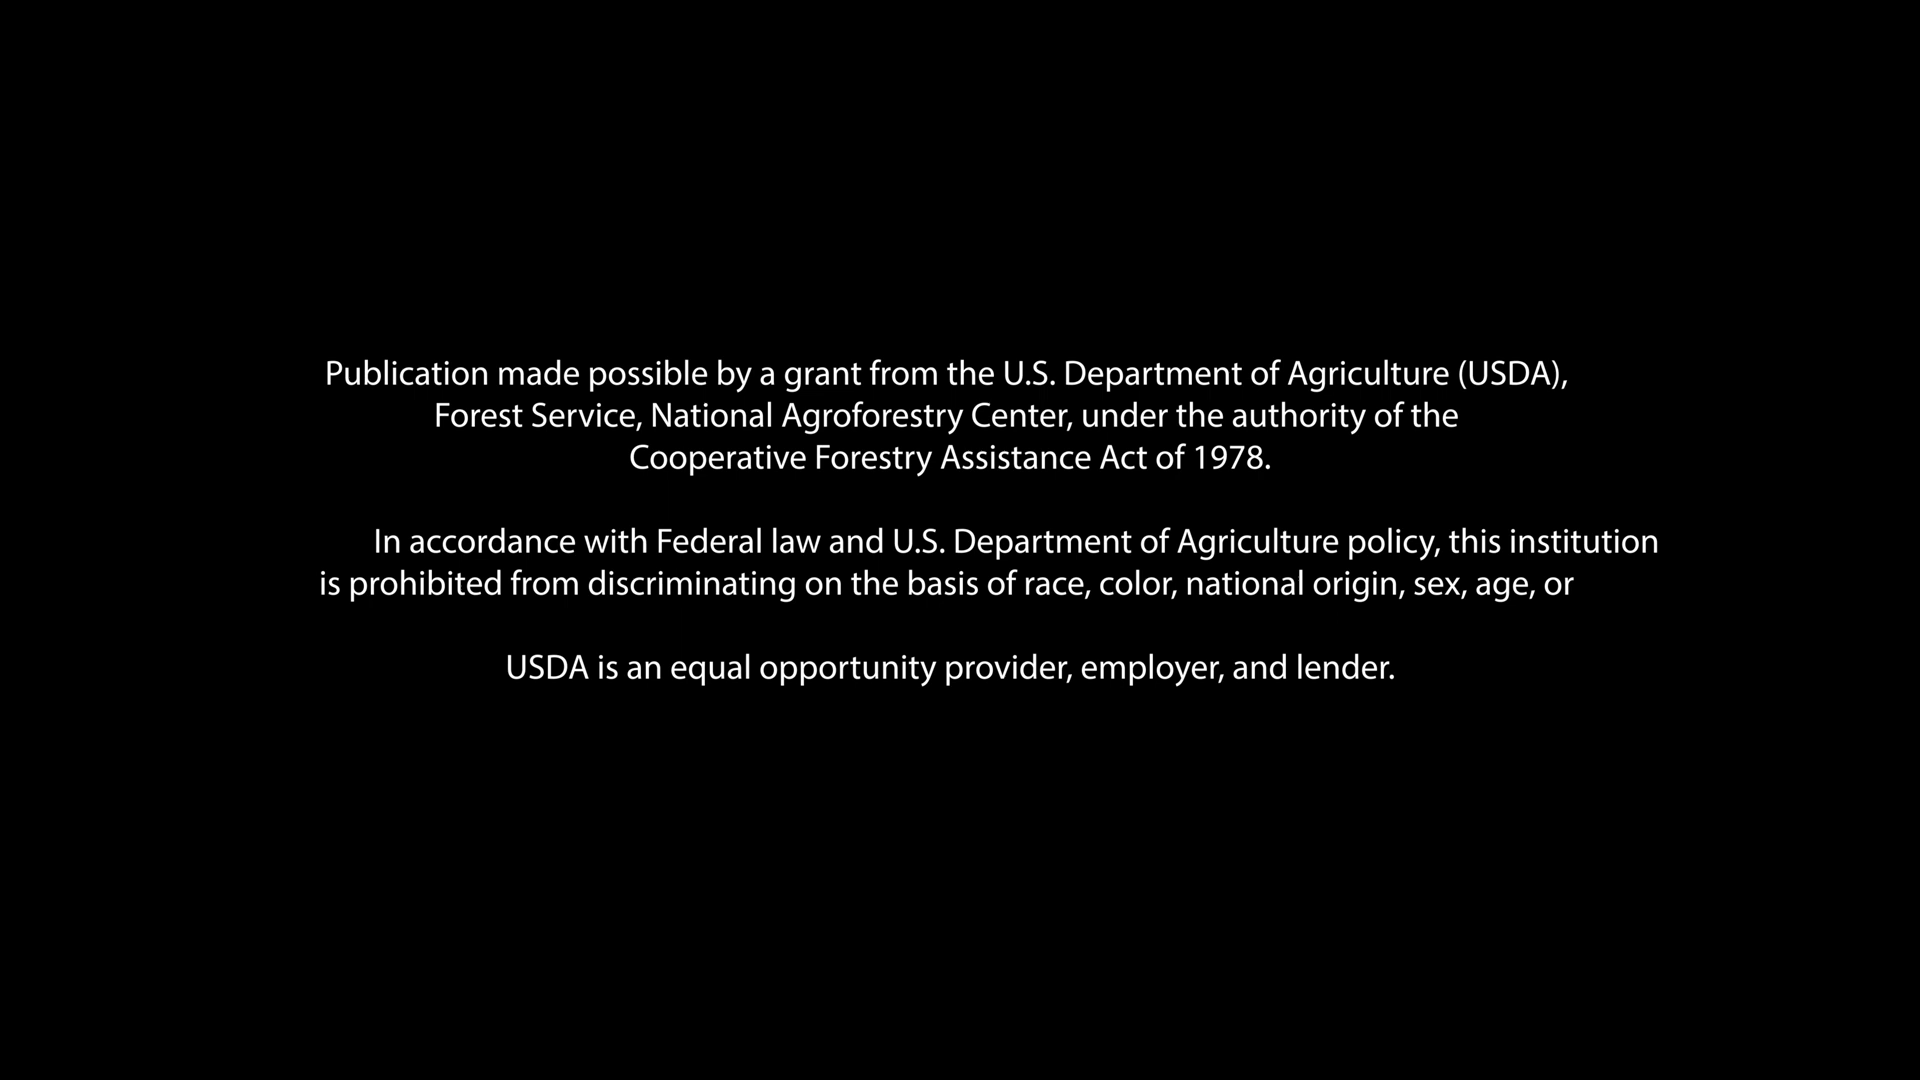 Publication made possible by a grant from the U.S. Department of Agriculture (USDA),
Forest Service, National Agroforestry Center, under the authority of the
Cooperative Forestry Assistance Act of 1978.
In accordance with Federal law and U.S. Department of Agriculture policy, this institution
is prohibited from discriminating on the basis of race, color, national origin, sex, age, or
USDA is an equal opportunity provider, employer, and lender.